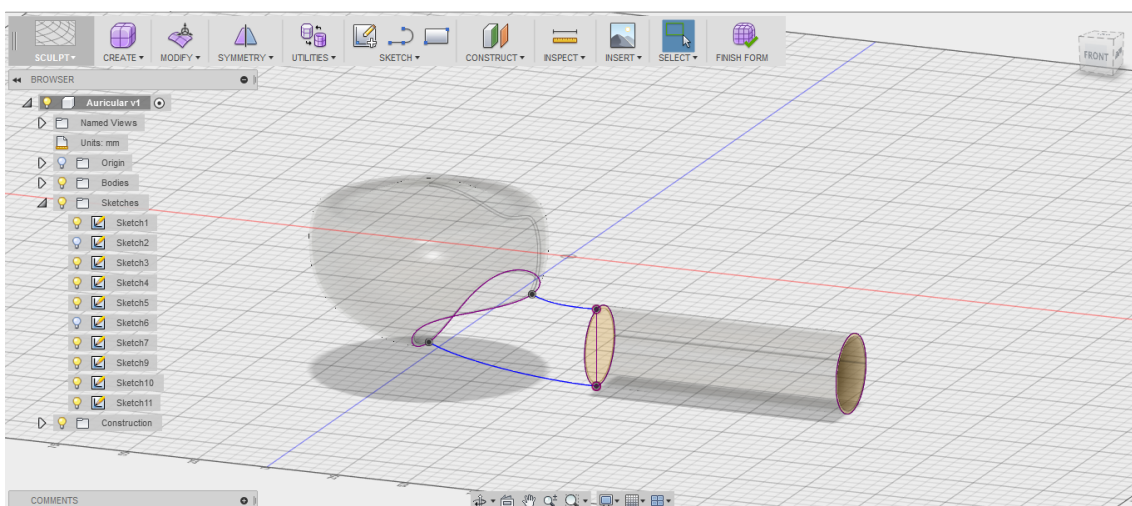 SCULPT▾ CREATE ▾ MODIFY ▾ SYMMETRY ▾ UTILITIES ▾ SKETCH ▾ CONSTRUCT ▾ INSPECT ▾ INSERT ▾ SELECT ▾ FINISH FORM
FRONT
BROWSER
Auricular v1
Named Views
Units: mm
Origin
Bodies
Sketches
Sketch1
Sketch2
Sketch3
Sketch4
Sketch5
Sketch6
Sketch7
Sketch9
Sketch10
Sketch11
Construction
COMMENTS